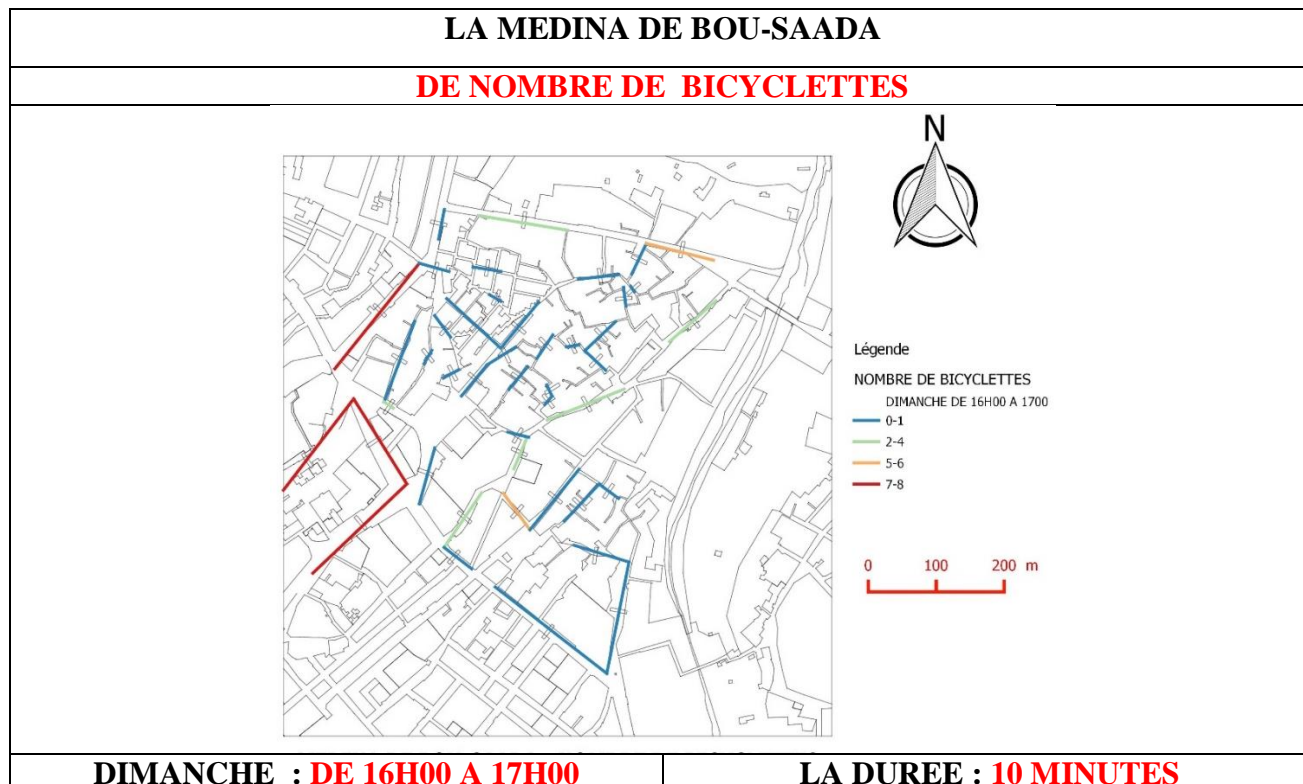 LA MEDINA DE BOU-SAADA
DE NOMBRE DE BICYCLETTES
N
Légende
NOMBRE DE BICYCLETTES
DIMANCHE DE 16H00 A 1700
0-1
2-4
5-6
7-8
0 100 200 m
DIMANCHE : DE 16H00 A 17H00 LA DUREE : 10 MINUTES